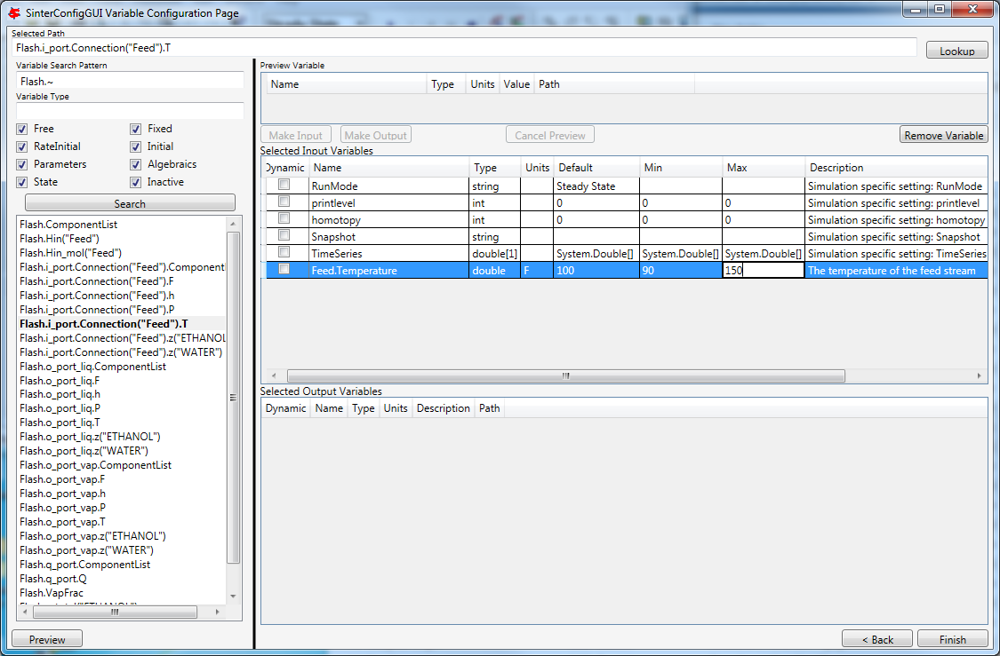 SinterConfigGUI Variable Configuration Page
Selected Path
Flash.i_port.Connection("Feed").T
Lookup
Variable Search Pattern
Flash.~
Variable Type
Free Fixed
RateInitial Initial
Parameters Algebraics
State Inactive
Search
Flash.ComponentList
Flash.Hin("Feed")
Flash.Hin_mol("Feed")
Flash.i_port.Connection("Feed").Component
Flash.i_port.Connection("Feed").F
Flash.i_port.Connection("Feed").h
Flash.i_port.Connection("Feed").P
Flash.i_port.Connection("Feed").T
Flash.i_port.Connection("Feed").z("ETHANOL
Flash.i_port.Connection("Feed").z("WATER")
Flash.o_port_liq.ComponentList
Flash.o_port_liq.F
Flash.o_port_liq.h
Flash.o_port_liq.P
Flash.o_port_liq.T
Flash.o_port_liq.z("ETHANOL")
Flash.o_port_liq.z("WATER")
Flash.o_port_vap.ComponentList
Flash.o_port_vap.F
Flash.o_port_vap.h
Flash.o_port_vap.P
Flash.o_port_vap.T
Flash.o_port_vap.z("ETHANOL")
Flash.o_port_vap.z("WATER")
Flash.q_port.ComponentList
Flash.q_port.Q
Flash.VapFrac
Preview
Preview Variable
Name Type Units Value Path
Make Input Make Output Cancel Preview Remove Variable
Selected Input Variables
Dynamic Name Type Units Default Min Max Description
RunMode string Steady State Simulation specific setting: RunMode
printlevel int 0 0 0 Simulation specific setting: printlevel
homotopy int 0 0 0 Simulation specific setting: homotopy
Snapshot string Simulation specific setting: Snapshot
TimeSeries double[1] System.Double[] System.Double[] System.Double[] Simulation specific setting: TimeSeries
Feed.Temperature double F 100 90 150 The temperature of the feed stream
Selected Output Variables
Dynamic Name Type Units Description Path
< Back Finish